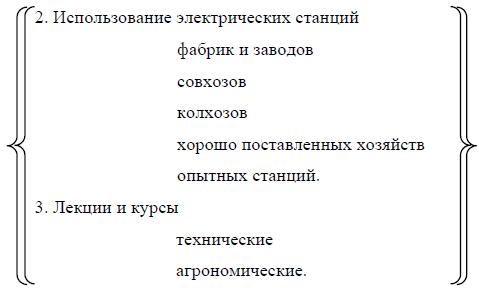 2. Использование электрических станций
фабрик и заводов
совхозов
колхозов
хорошо поставленных хозяйств
опытных станций.
3. Лекции и курсы
технические
агрономические.